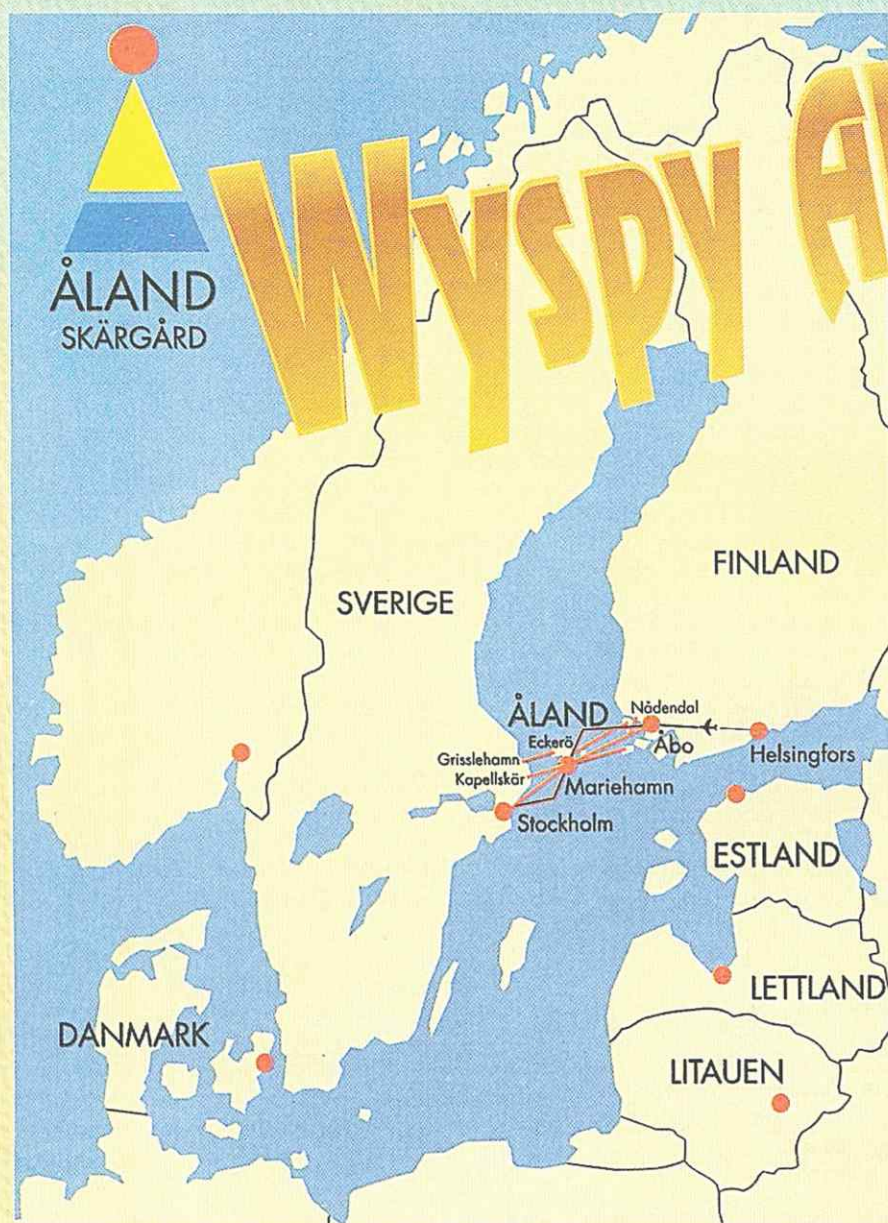 WYSPY
ÅLAND
SKÄRGÅRD
FINLAND
SVERIGE
ÅLAND
Nådendal
Eckerö
Åbo
Helsingfors
Grisslehamn
Kapellskär
Mariehamn
Stockholm
ESTLAND
LETTLAND
DANMARK
LITAUEN